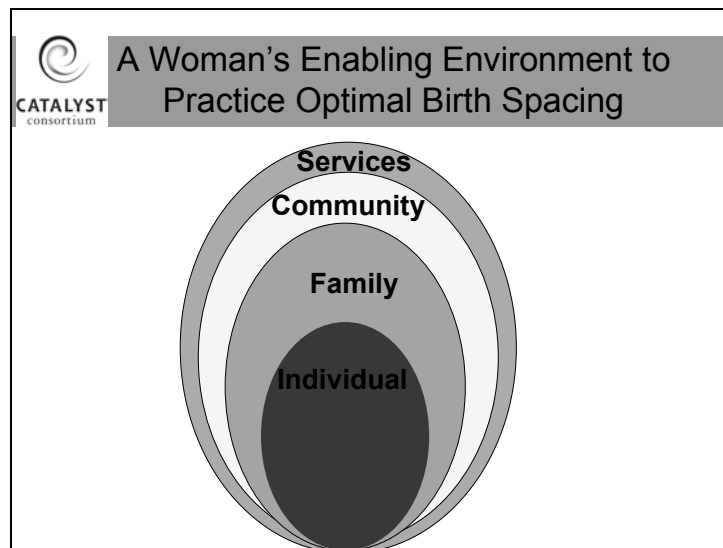 A Woman’s Enabling Environment to
Practice Optimal Birth Spacing
CATALYST
consortium
Services
Community
Family
Individual